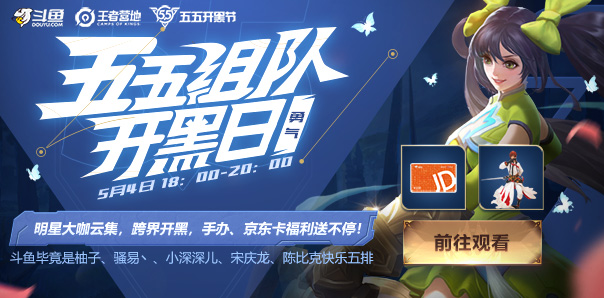 斗鱼 DOUYU.COM 王者营地 CAMPS OF KINGS 55 五五开黑节
五五组队
开黑日!
勇气
5月4日 18:00-20:00
明星大咖云集，跨界开黑，手办、京东卡福利送不停！
JD
前往观看
斗鱼毕竟是柚子、骚易丶、小深深儿、宋庆龙、陈比克快乐五排